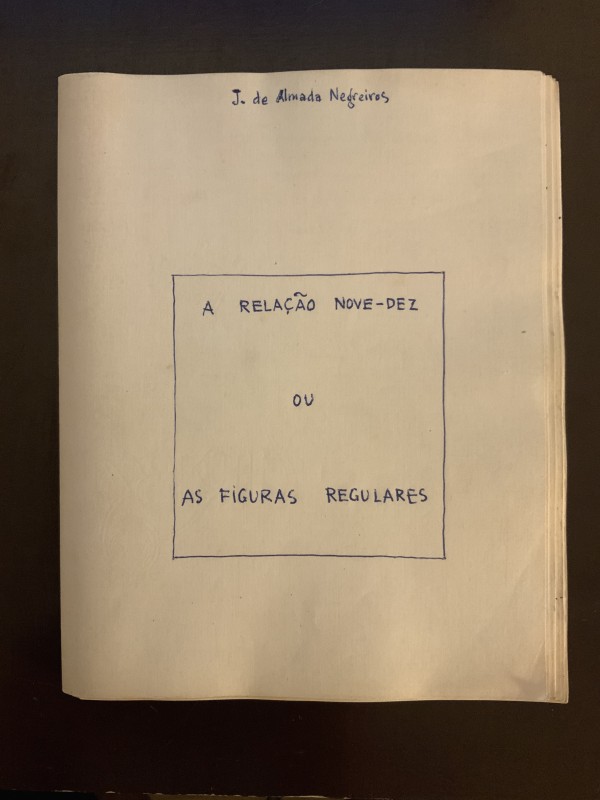 J. de Almada Negreiros
A RELAÇÃO NOVE-DEZ
OU
AS FIGURAS REGULARES